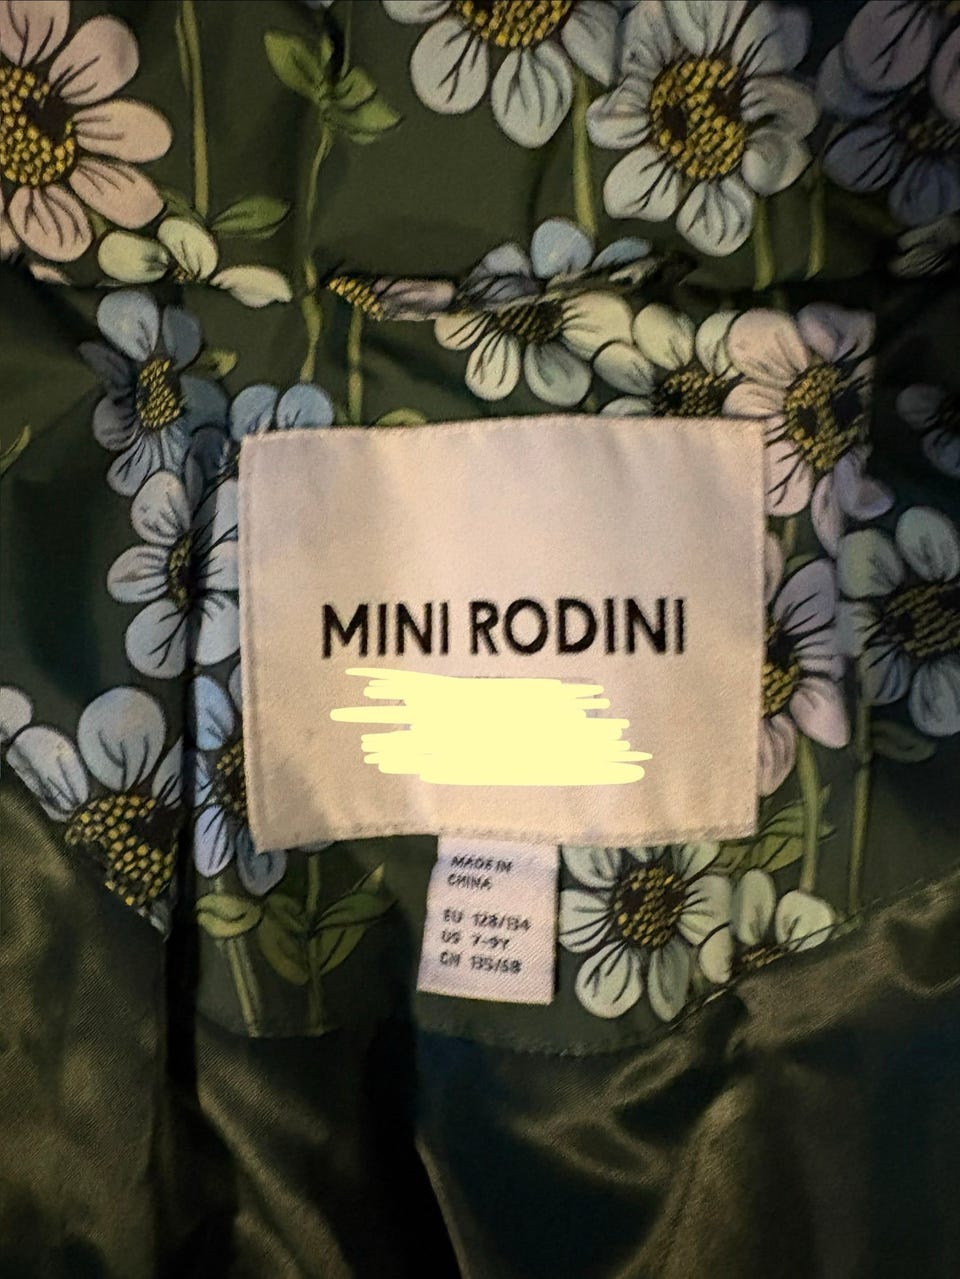 MINI RODINI
MADE IN
CHINA
EU 128/134
US 7-9Y
CN 135/68